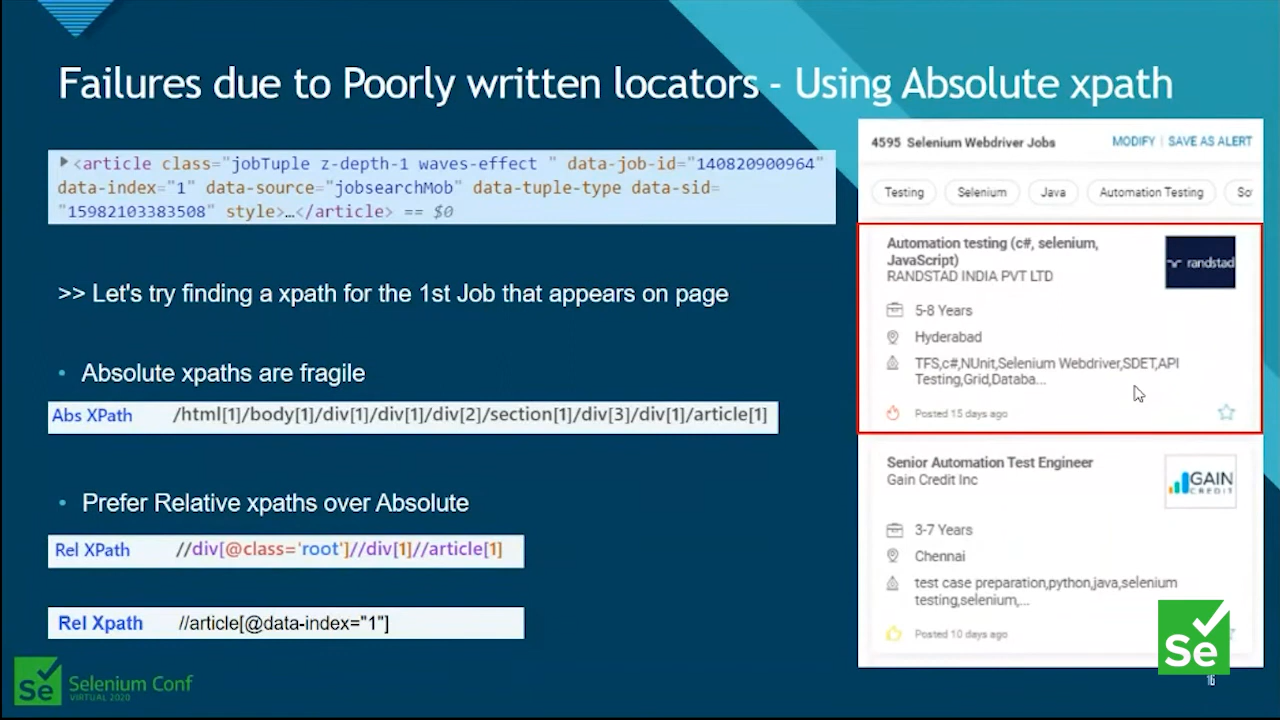 Failures due to Poorly written locators - Using Absolute xpath
<article class="jobTuple z-depth-1 waves-effect " data-job-id="140820900964"
data-index="1" data-source="jobsearchMob" data-tuple-type data-sid=
"15982103383508" style>…</article> == $0
>> Let's try finding a xpath for the 1st Job that appears on page
• Absolute xpaths are fragile
Abs XPath /html[1]/body[1]/div[1]/div[1]/div[2]/section[1]/div[3]/div[1]/article[1]
• Prefer Relative xpaths over Absolute
Rel XPath //div[@class='root']//div[1]//article[1]
Rel Xpath //article[@data-index="1"]
4595 Selenium Webdriver Jobs MODIFY | SAVE AS ALERT
Testing Selenium Java Automation Testing So
Automation testing (c#, selenium,
JavaScript)
RANDSTAD INDIA PVT LTD
randstad
5-8 Years
Hyderabad
TFS,c#,NUnit,Selenium Webdriver,SDET,API
Testing,Grid,Databa...
Posted 15 days ago
Senior Automation Test Engineer
Gain Credit Inc
GAIN
CREDIT
3-7 Years
Chennai
test case preparation,python,java,selenium
testing,selenium,...
Posted 10 days ago
Se
Se Selenium Conf
VIRTUAL 2020
16